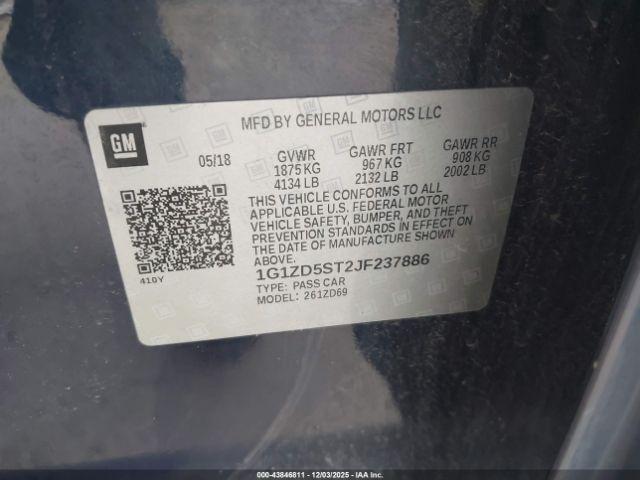 MFD BY GENERAL MOTORS LLC
GM
05/18
GVWR GAWR FRT GAWR RR
1875 KG 967 KG 908 KG
4134 LB 2132 LB 2002 LB
THIS VEHICLE CONFORMS TO ALL
APPLICABLE U.S. FEDERAL MOTOR
VEHICLE SAFETY, BUMPER, AND THEFT
PREVENTION STANDARDS IN EFFECT ON
THE DATE OF MANUFACTURE SHOWN
ABOVE.
410Y
1G1ZD5ST2JF237886
TYPE: PASS CAR
MODEL: 261ZD69
200 - 43846811 - 12/03/2025 - IAA Inc.